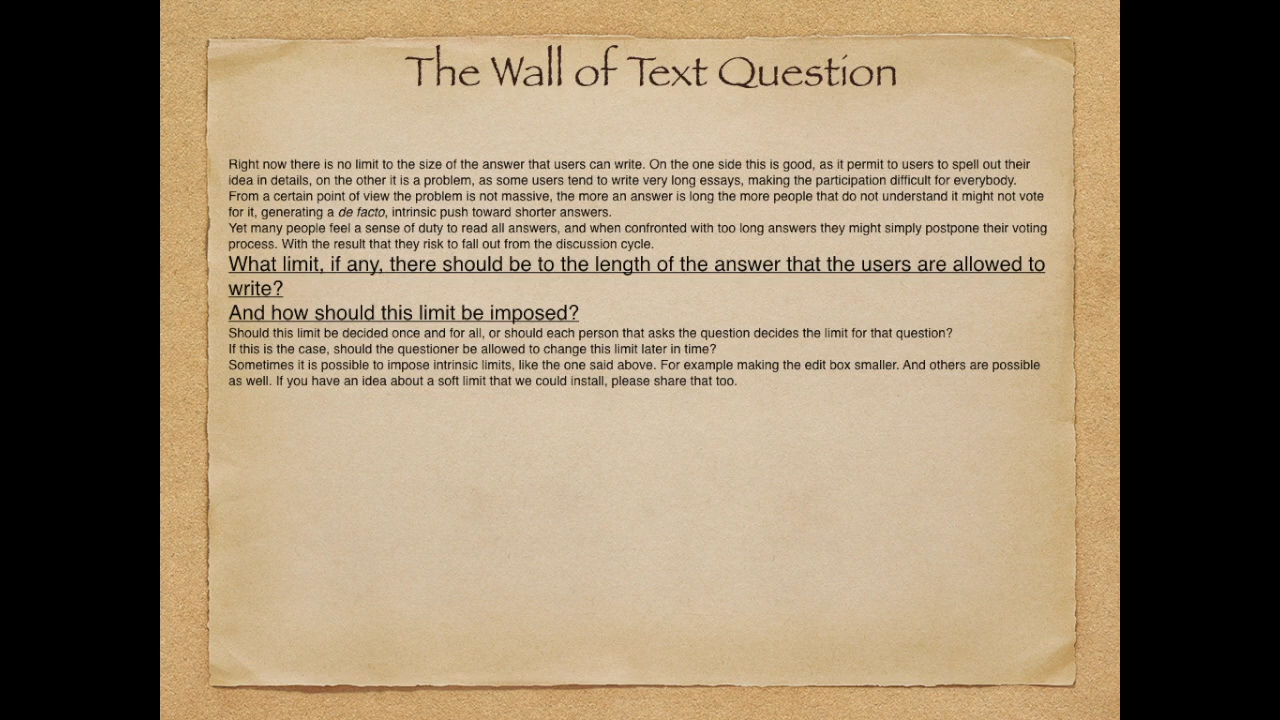 The Wall of Text Question
Right now there is no limit to the size of the answer that users can write. On the one side this is good, as it permit to users to spell out their
idea in details, on the other it is a problem, as some users tend to write very long essays, making the participation difficult for everybody.
From a certain point of view the problem is not massive, the more an answer is long the more people that do not understand it might not vote
for it, generating a de facto, intrinsic push toward shorter answers.
Yet many people feel a sense of duty to read all answers, and when confronted with too long answers they might simply postpone their voting
process. With the result that they risk to fall out from the discussion cycle.
What limit, if any, there should be to the length of the answer that the users are allowed to
write?
And how should this limit be imposed?
Should this limit be decided once and for all, or should each person that asks the question decides the limit for that question?
If this is the case, should the questioner be allowed to change this limit later in time?
Sometimes it is possible to impose intrinsic limits, like the one said above. For example making the edit box smaller. And others are possible
as well. If you have an idea about a soft limit that we could install, please share that too.